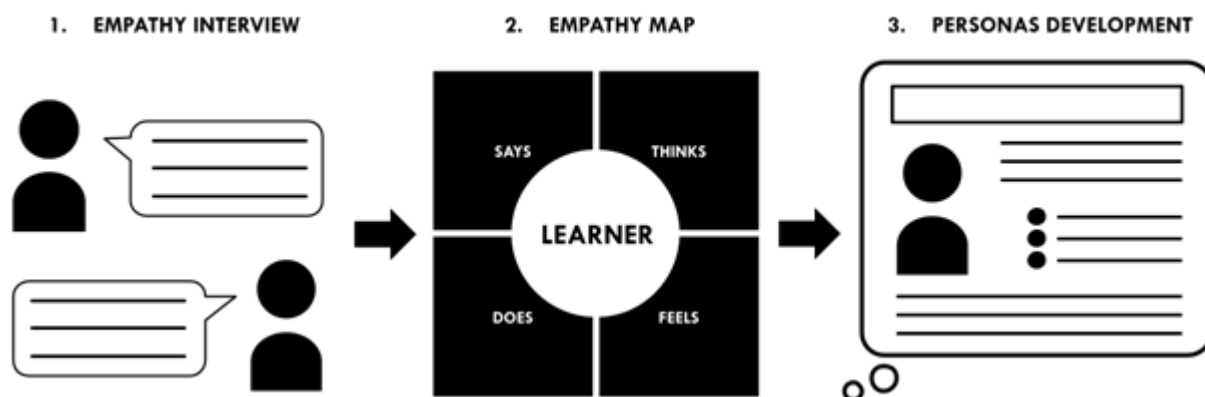 1. EMPATHY INTERVIEW
2. EMPATHY MAP
3. PERSONAS DEVELOPMENT
SAYS
THINKS
LEARNER
DOES
FEELS